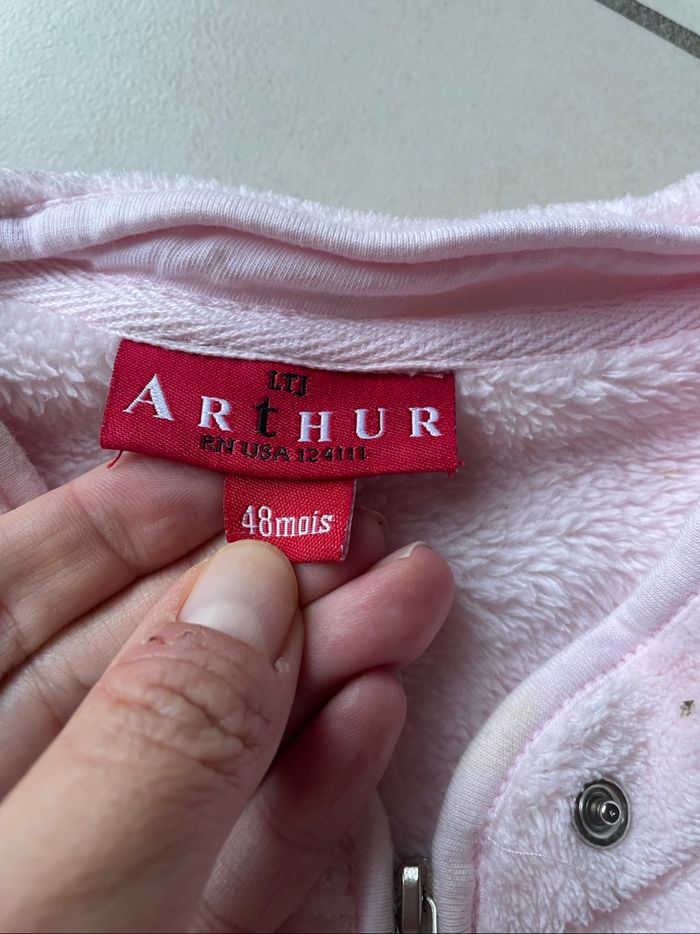 LTJ
ARtHUR
RN USA 124111
48mois